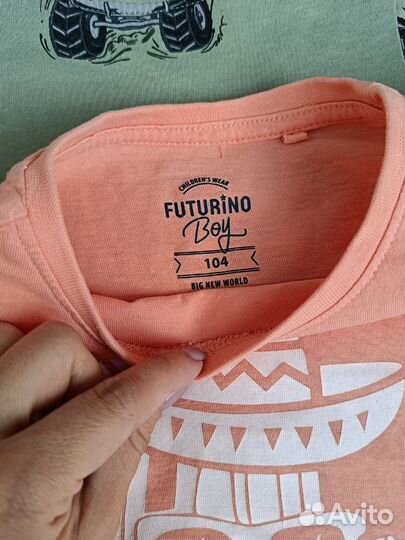 CHILDREN'S WEAR
FUTURINO
Boy
104
BIG NEW WORLD
Avito